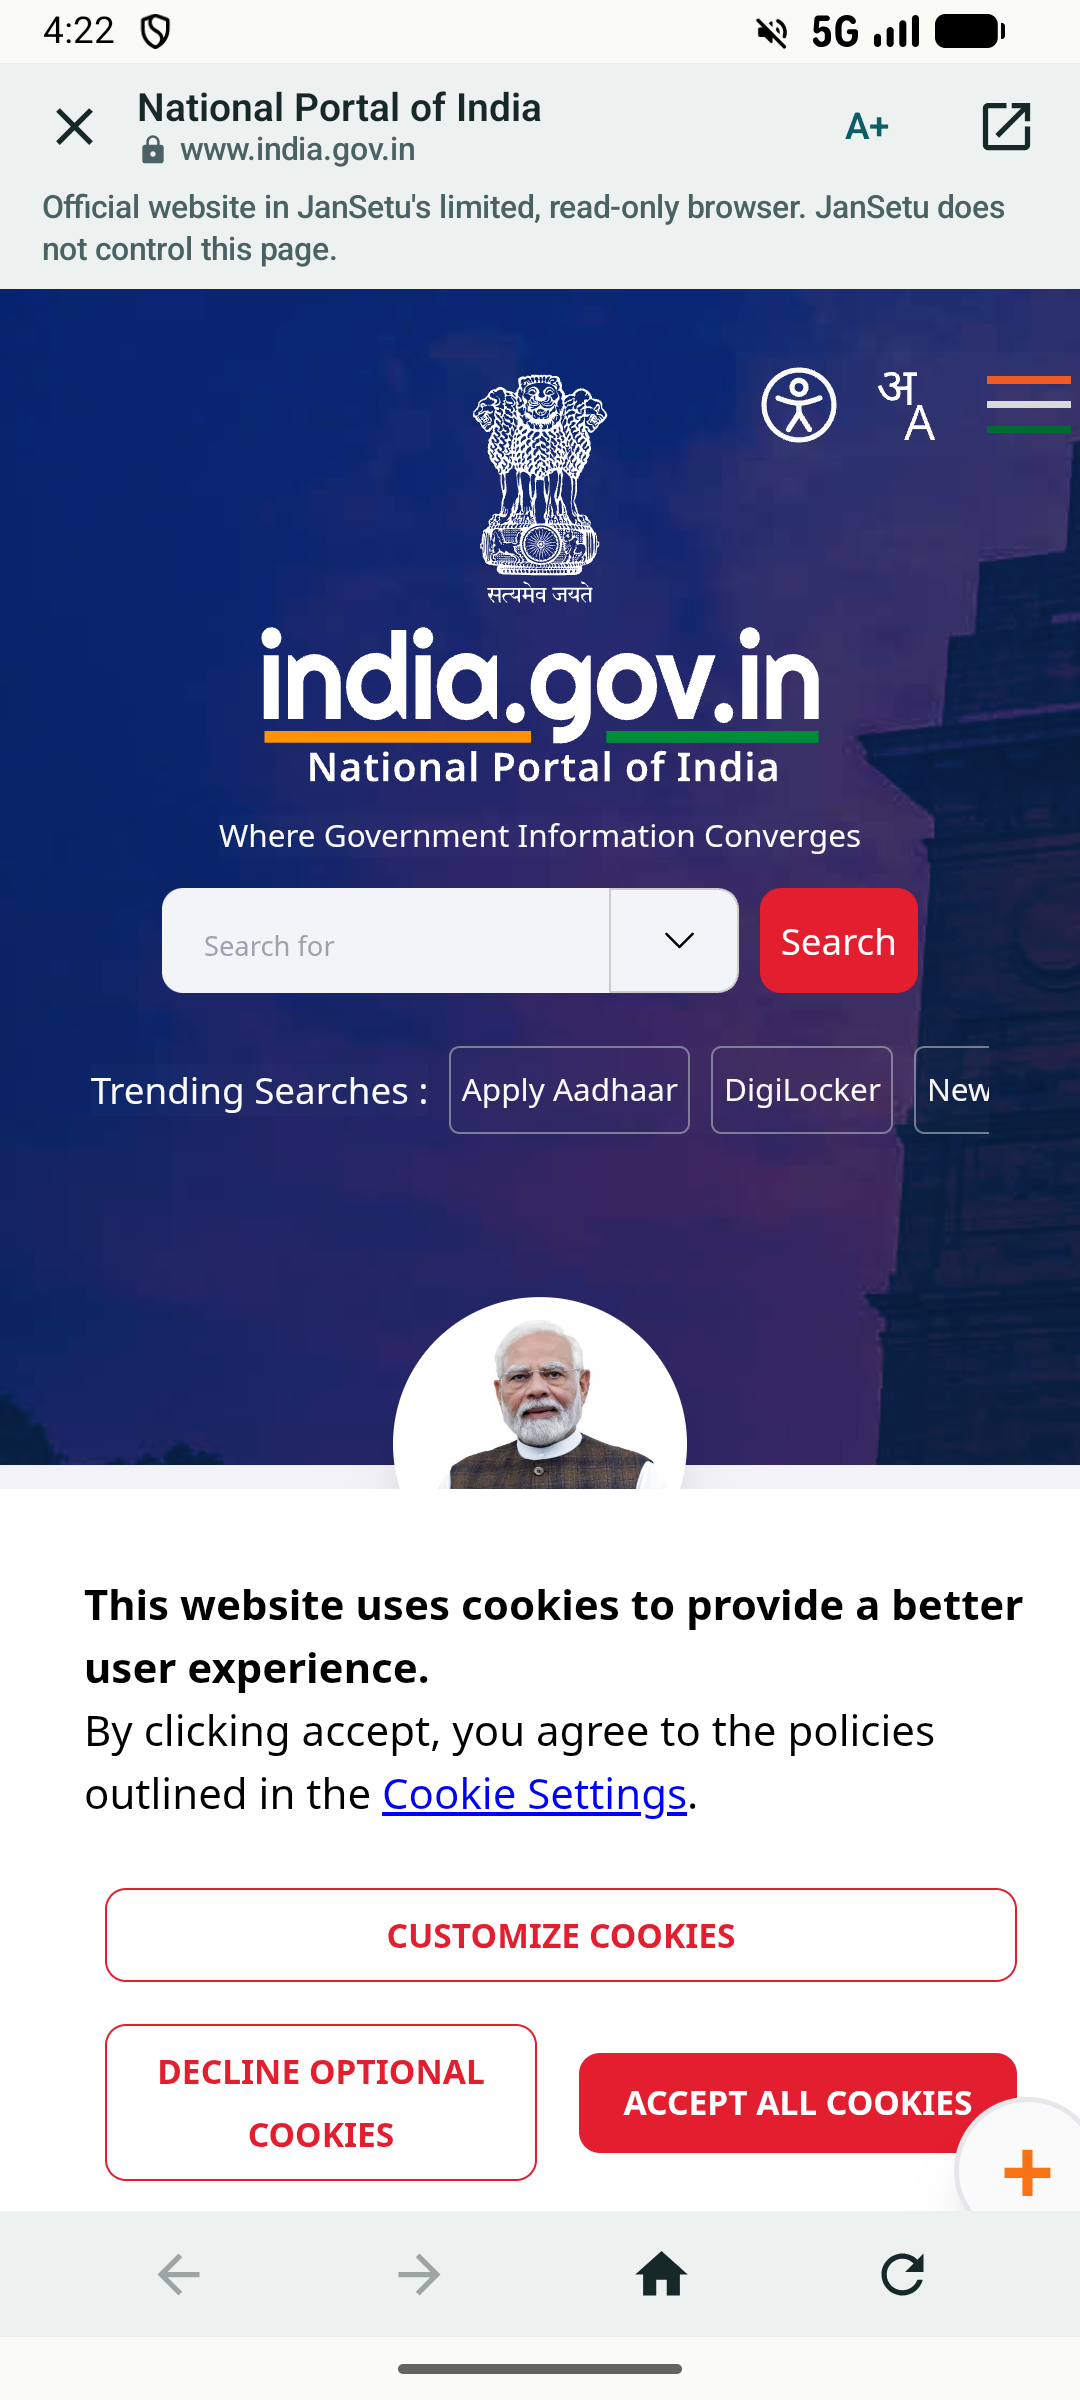 4:22
5G
National Portal of India
A+
www.india.gov.in
Official website in JanSetu's limited, read-only browser. JanSetu does
not control this page.
अ
A
सत्यमेव जयते
india.gov.in
National Portal of India
Where Government Information Converges
Search for
Search
Trending Searches : Apply Aadhaar DigiLocker New
This website uses cookies to provide a better
user experience.
By clicking accept, you agree to the policies
outlined in the Cookie Settings.
CUSTOMIZE COOKIES
DECLINE OPTIONAL
COOKIES
ACCEPT ALL COOKIES
+